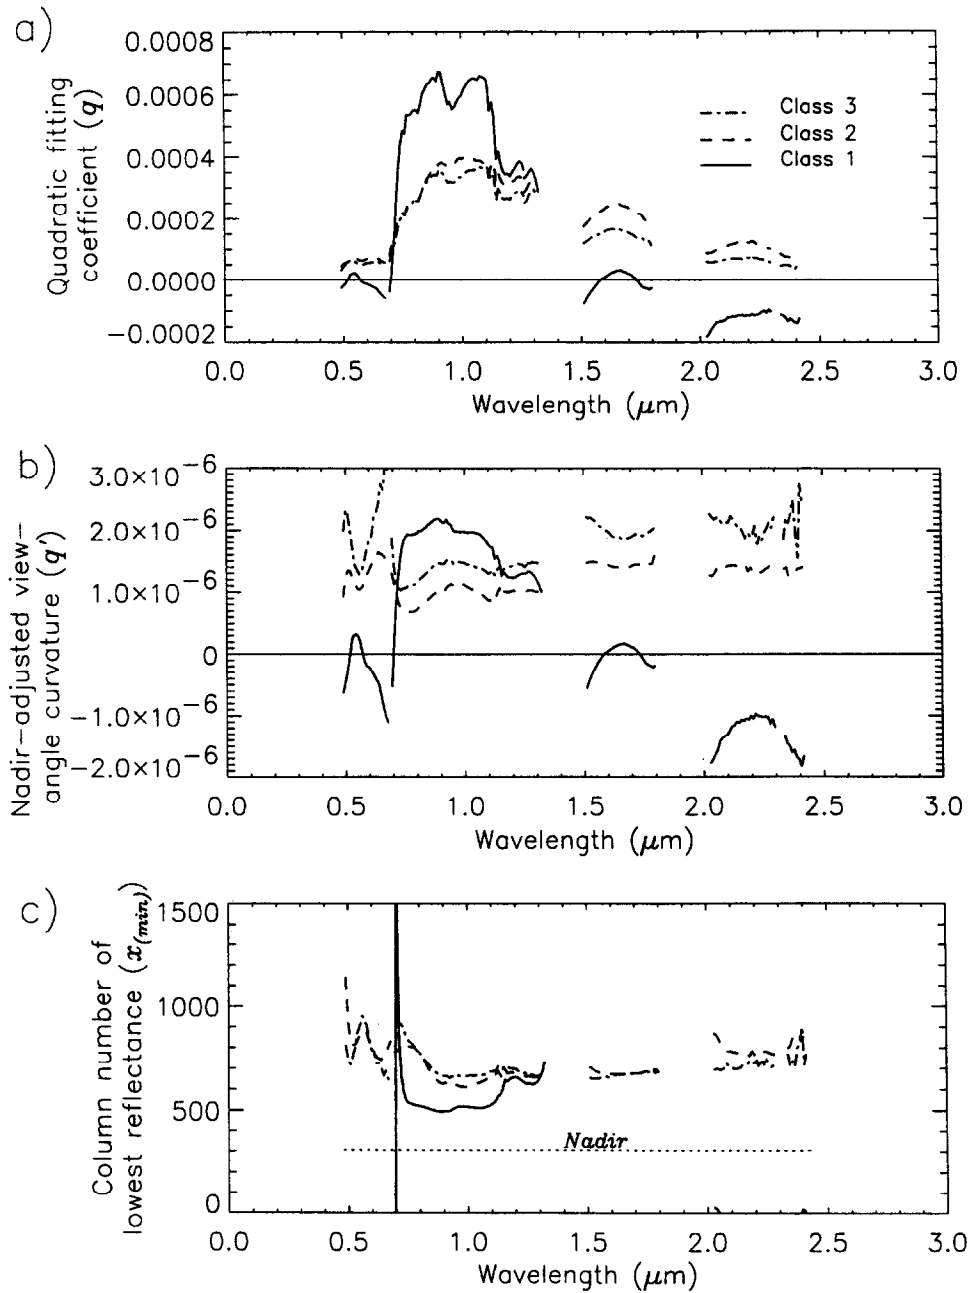 a)
Quadratic fiitting
coefficient (q)
0.0008
0.0006
0.0004
0.0002
0.0000
−0.0002
Class 3
Class 2
Class 1
0.0 0.5 1.0 1.5 2.0 2.5 3.0
Wavelength (μm)
b)
Nadir−adjusted view−
angle curvature (q')
3.0×10⁻⁶
2.0×10⁻⁶
1.0×10⁻⁶
0
−1.0×10⁻⁶
−2.0×10⁻⁶
0.0 0.5 1.0 1.5 2.0 2.5 3.0
Wavelength (μm)
c)
Column number of
lowest reflectance (x(min))
1500
1000
500
0
Nadir
0.0 0.5 1.0 1.5 2.0 2.5 3.0
Wavelength (μm)